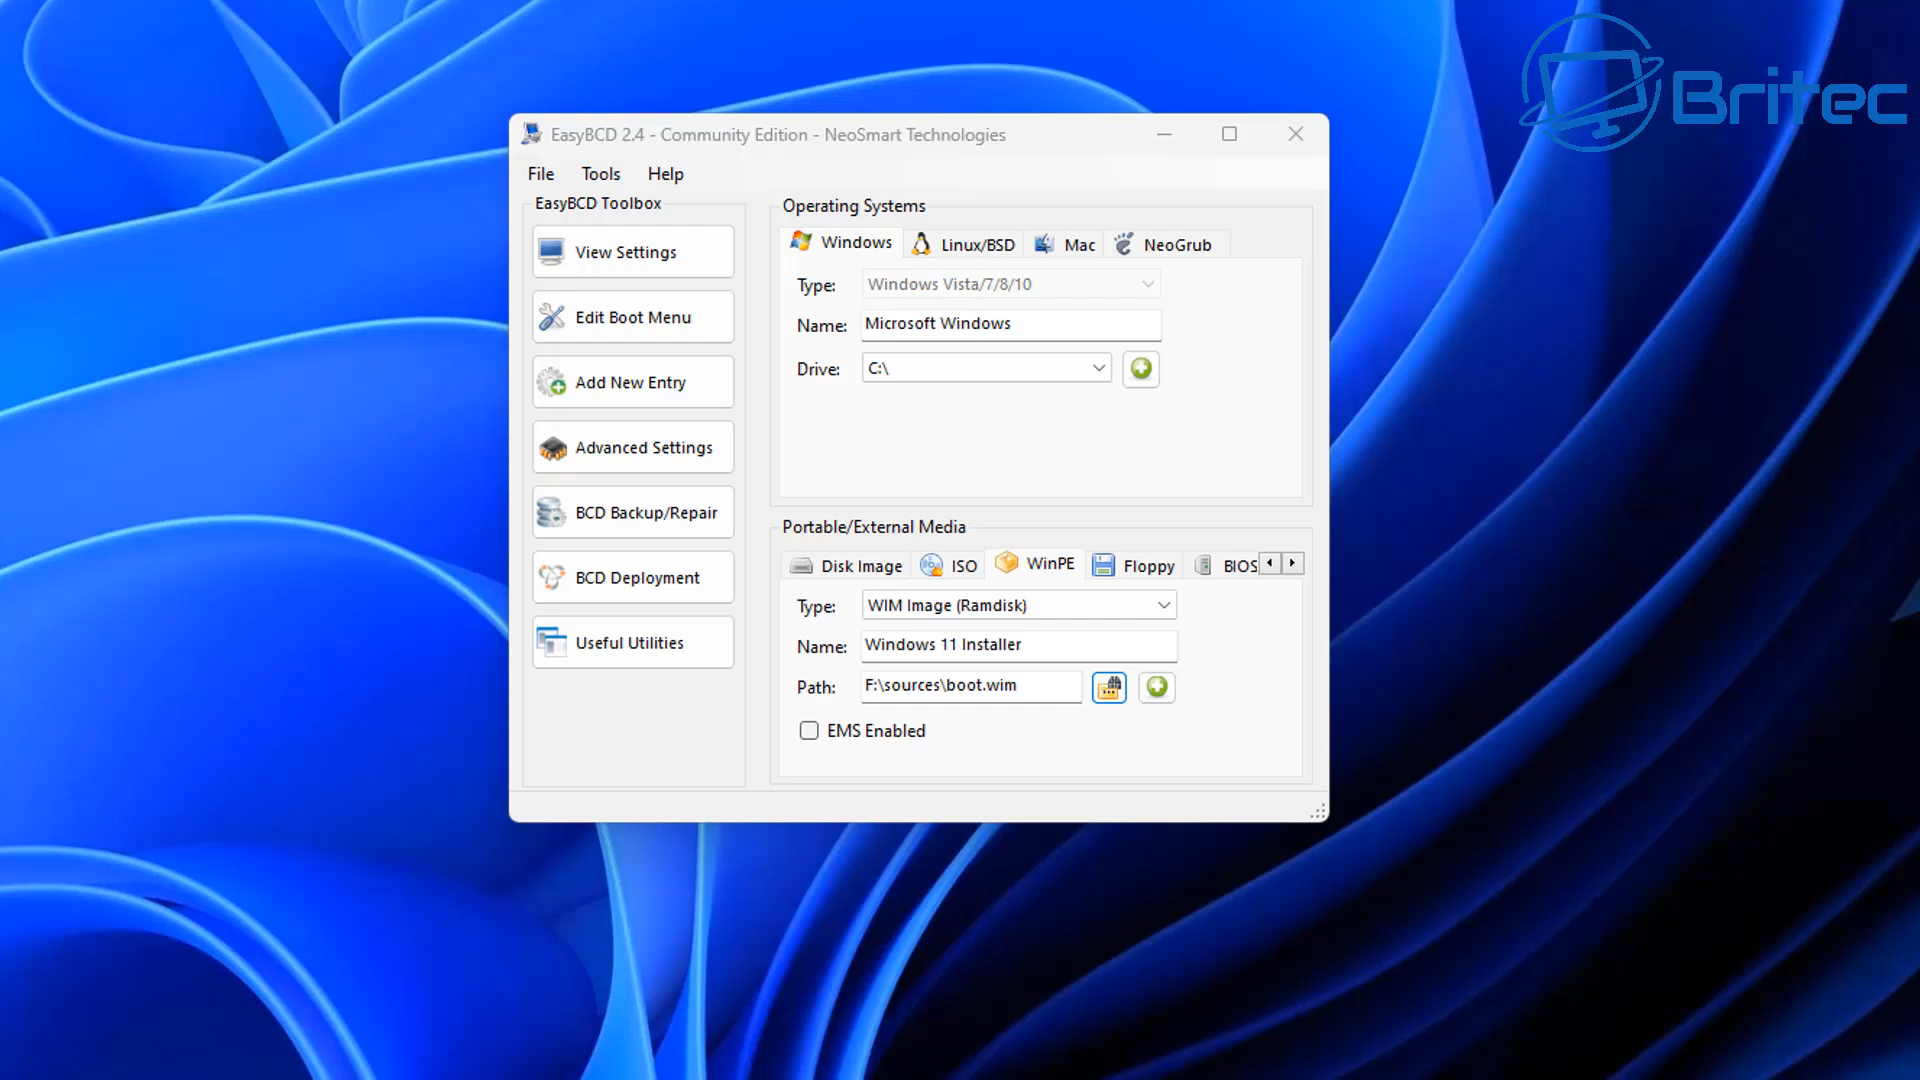 Britec
EasyBCD 2.4 - Community Edition - NeoSmart Technologies
File Tools Help
EasyBCD Toolbox
View Settings
Edit Boot Menu
Add New Entry
Advanced Settings
BCD Backup/Repair
BCD Deployment
Useful Utilities
Operating Systems
Windows Linux/BSD Mac NeoGrub
Type: Windows Vista/7/8/10
Name: Microsoft Windows
Drive: C:\
Portable/External Media
Disk Image ISO WinPE Floppy BIOS
Type: WIM Image (Ramdisk)
Name: Windows 11 Installer
Path: F:\sources\boot.wim
EMS Enabled